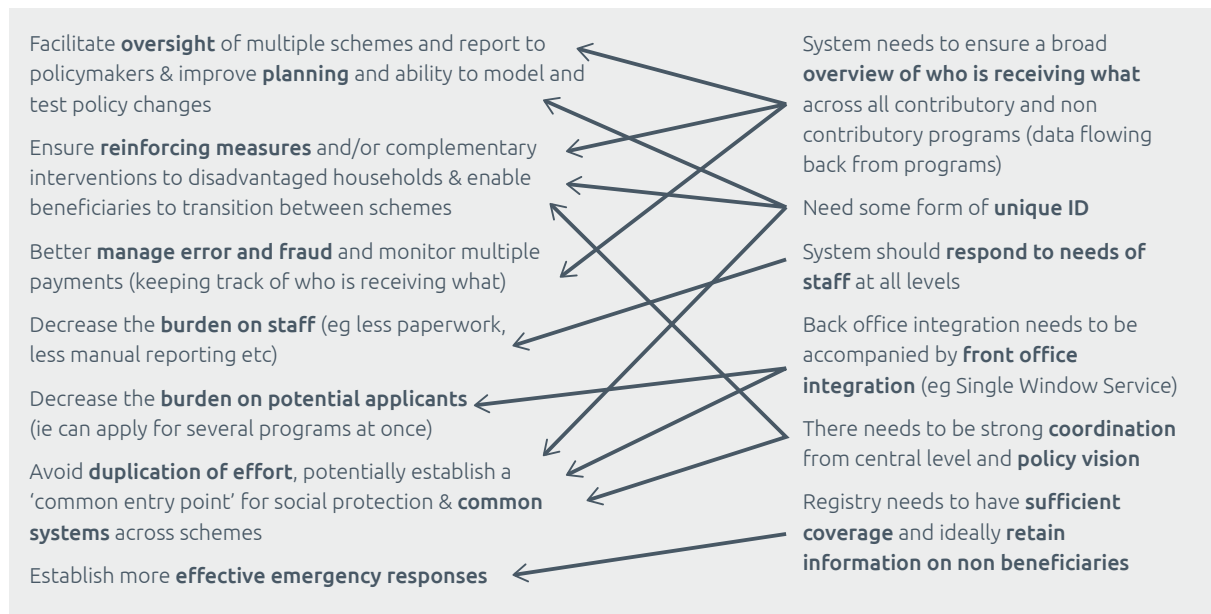 Facilitate oversight of multiple schemes and report to
policymakers & improve planning and ability to model and
test policy changes
Ensure reinforcing measures and/or complementary
interventions to disadvantaged households & enable
beneficiaries to transition between schemes
Better manage error and fraud and monitor multiple
payments (keeping track of who is receiving what)
Decrease the burden on staff (eg less paperwork,
less manual reporting etc)
Decrease the burden on potential applicants
(ie can apply for several programs at once)
Avoid duplication of effort, potentially establish a
‘common entry point’ for social protection & common
systems across schemes
Establish more effective emergency responses
System needs to ensure a broad
overview of who is receiving what
across all contributory and non
contributory programs (data flowing
back from programs)
Need some form of unique ID
System should respond to needs of
staff at all levels
Back office integration needs to be
accompanied by front office
integration (eg Single Window Service)
There needs to be strong coordination
from central level and policy vision
Registry needs to have sufficient
coverage and ideally retain
information on non beneficiaries